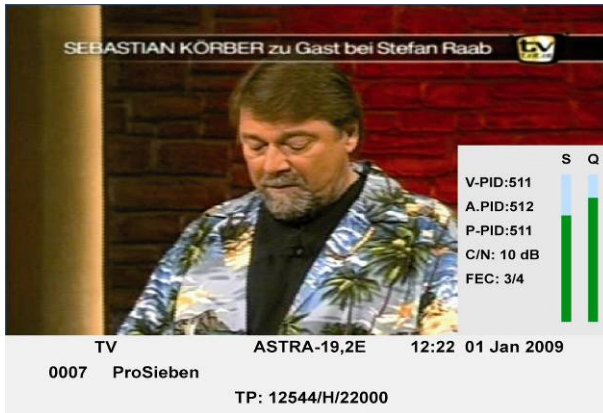 SEBASTIAN KÖRBER zu Gast bei Stefan Raab
tv
S Q
V-PID:511
A.PID:512
P-PID:511
C/N: 10 dB
FEC: 3/4
TV ASTRA-19,2E 12:22 01 Jan 2009
0007 ProSieben
TP: 12544/H/22000